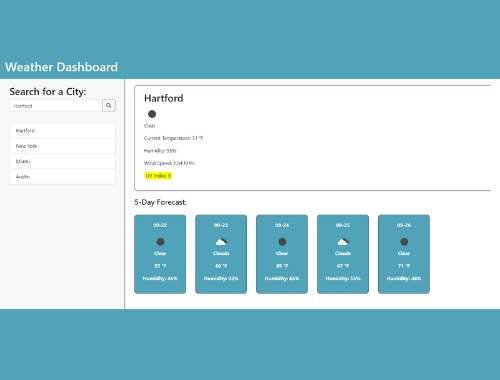 Weather Dashboard
Search for a City:
Hartford
Hartford
New York
Miami
Austin
Hartford
Clear
Current Temperature: 51 °F
Humidity: 55%
Wind Speed: 1.04 MPH
UV Index: 5
5-Day Forecast:
09-22
Clear
55 °F
Humidity: 46%
09-23
Clouds
60 °F
Humidity: 32%
09-24
Clear
65 °F
Humidity: 65%
09-25
Clouds
67 °F
Humidity: 53%
09-26
Clear
71 °F
Humidity: 48%